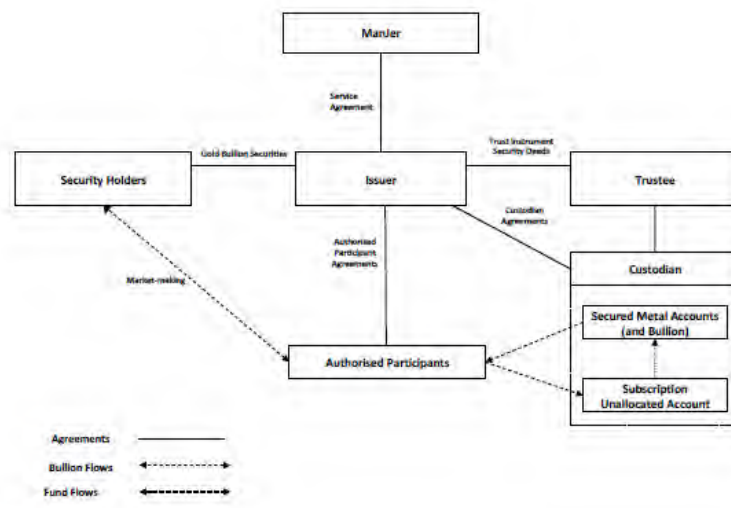 ManJer
Service
Agreement
Gold Bullion Securities
Trust Instrument
Security Deeds
Security Holders
Issuer
Trustee
Custodian
Agreements
Authorised
Participant
Agreements
Custodian
Market-making
Secured Metal Accounts
(and Bullion)
Authorised Participants
Subscription
Unallocated Account
Agreements
Bullion Flows
Fund Flows